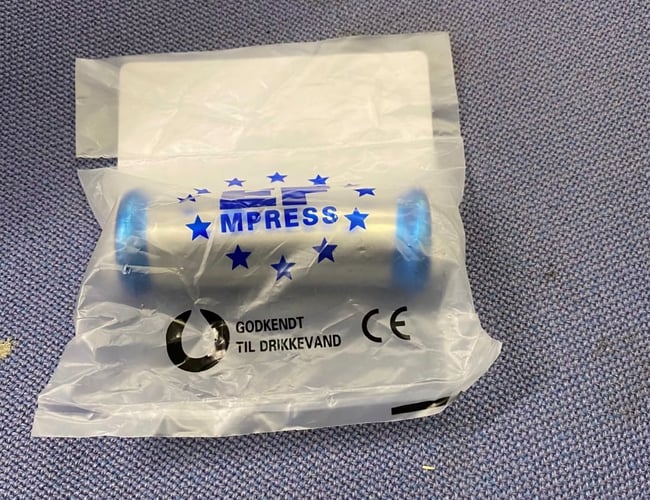 MPRESS
GODKENDT
TIL DRIKKEVAND
CE